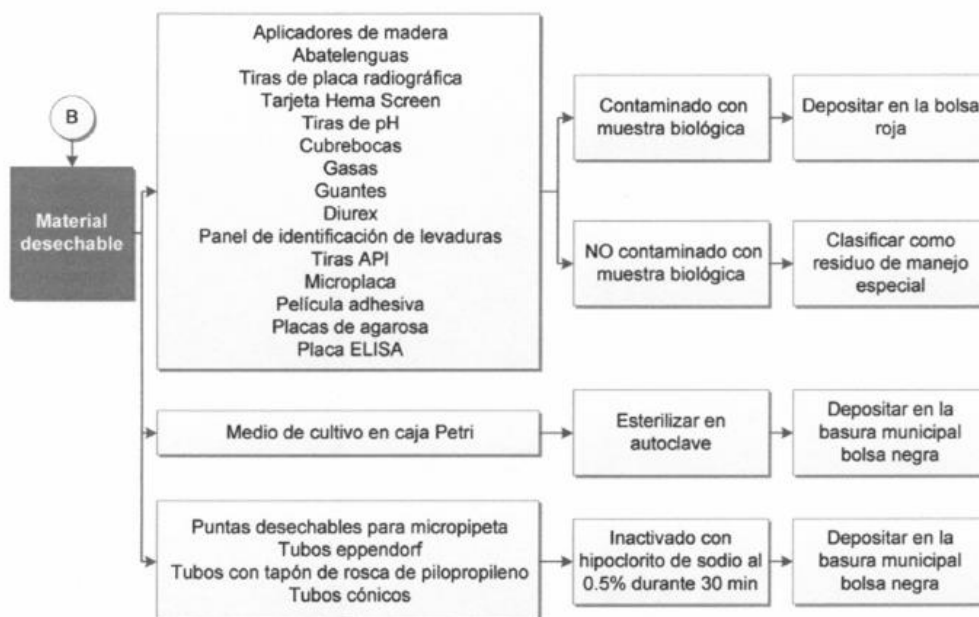 B
Material
desechable
Aplicadores de madera
Abatelenguas
Tiras de placa radiográfica
Tarjeta Hema Screen
Tiras de pH
Cubrebocas
Gasas
Guantes
Diurex
Panel de identificación de levaduras
Tiras API
Microplaca
Película adhesiva
Placas de agarosa
Placa ELISA
Contaminado con
muestra biológica
Depositar en la bolsa
roja
NO contaminado con
muestra biológica
Clasificar como
residuo de manejo
especial
Medio de cultivo en caja Petri
Esterilizar en
autoclave
Depositar en la
basura municipal
bolsa negra
Puntas desechables para micropipeta
Tubos eppendorf
Tubos con tapón de rosca de pilopropileno
Tubos cónicos
Inactivado con
hipoclorito de sodio al
0.5% durante 30 min
Depositar en la
basura municipal
bolsa negra